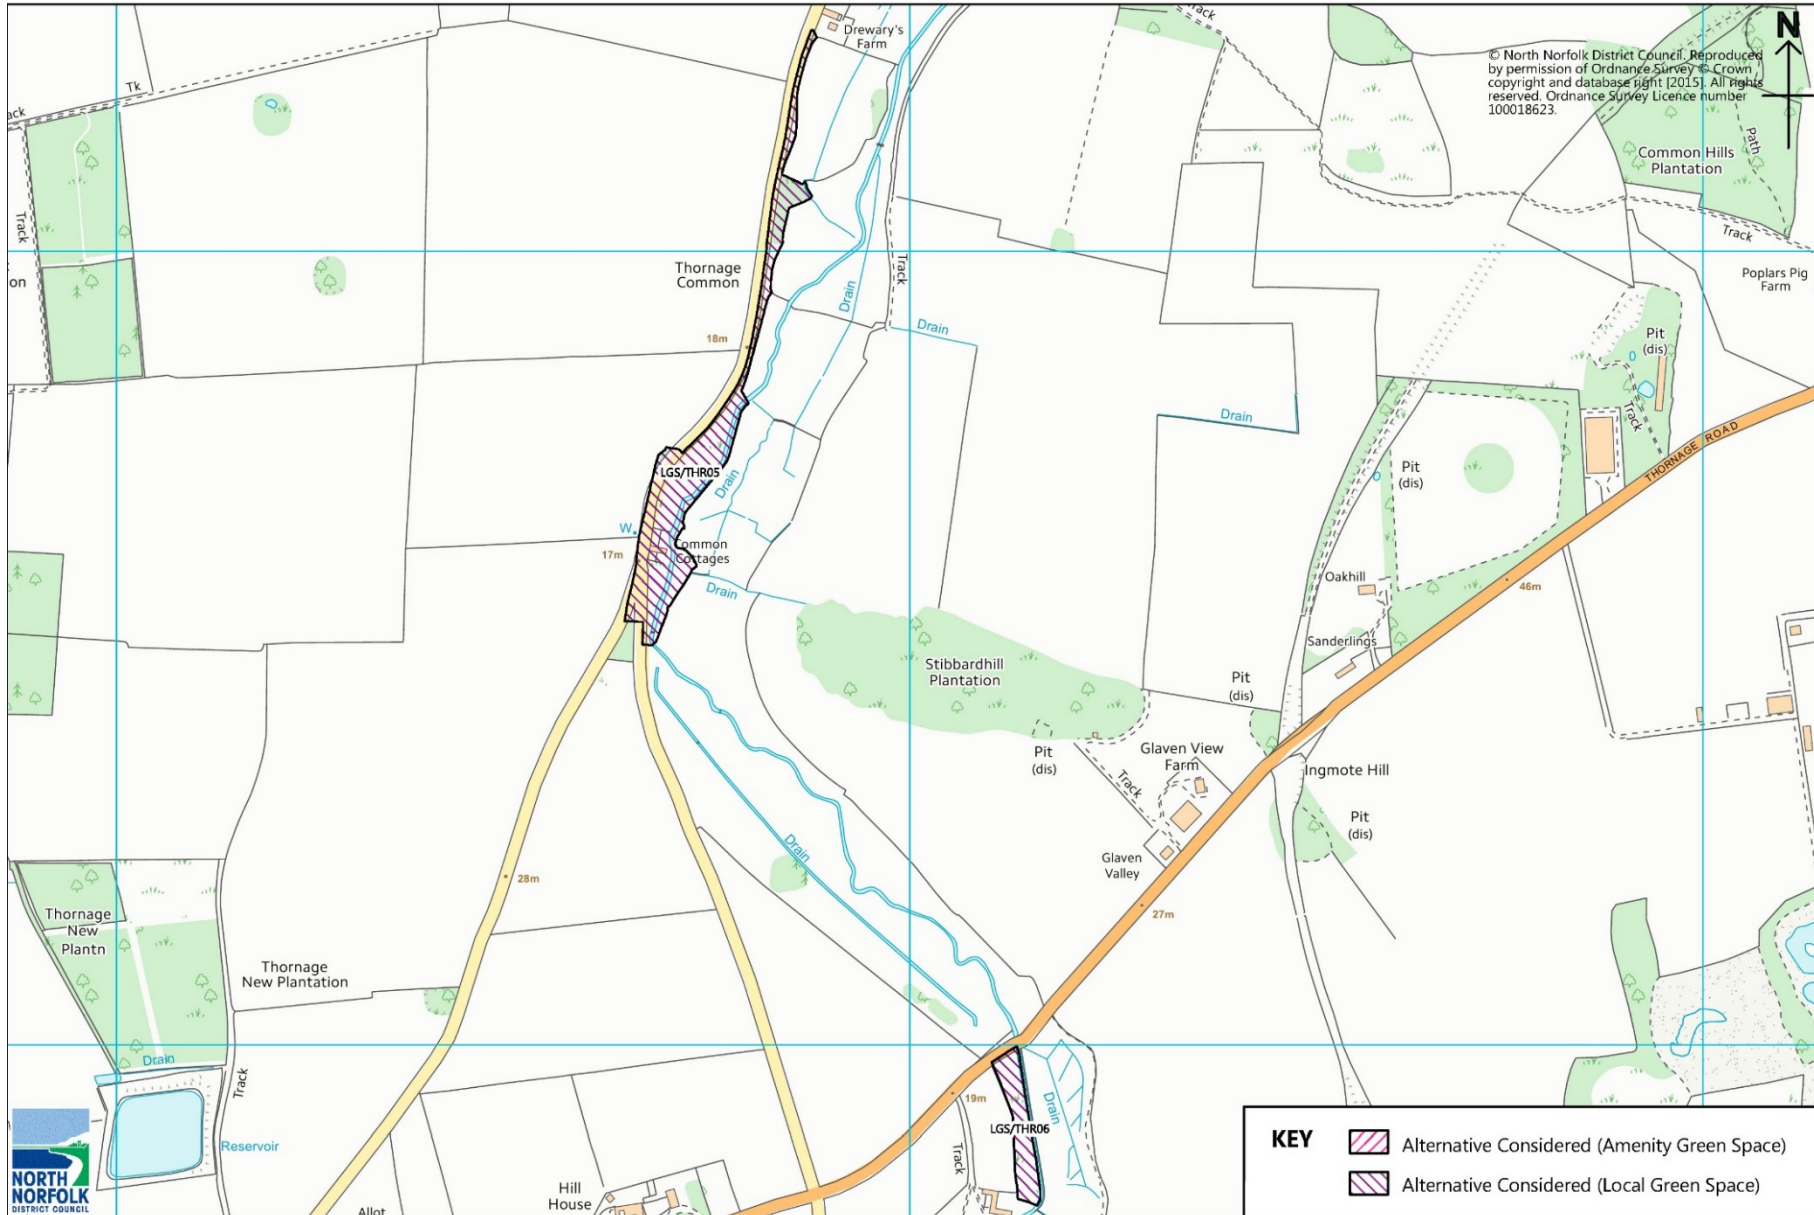 Track
Drewary's
Farm
N
© North Norfolk District Council. Reproduced
by permission of Ordnance Survey © Crown
copyright and database right [2015]. All rights
reserved. Ordnance Survey Licence number
100018623.
Tk
ack
Path
Common Hills
Plantation
Track
Track
Thornage
Common
Track
on
Poplars Pig
Farm
Drain
Drain
18m
Pit
(dis)
Track
Drain
THORNAGE ROAD
LGS/THR05
Pit
(dis)
Drain
W
17m
Common
Cottages
Drain
Oakhill
46m
Sanderlings
Stibbardhill
Plantation
Pit
(dis)
Pit
(dis)
Glaven View
Farm
Track
Ingmote Hill
Pit
(dis)
Drain
Glaven
Valley
28m
27m
Thornage
New
Plantn
Thornage
New Plantation
Drain
Track
19m
Drain
LGS/THR06
Track
Reservoir
KEY
Alternative Considered (Amenity Green Space)
Alternative Considered (Local Green Space)
NORTH
NORFOLK
DISTRICT COUNCIL
Hill
House
Allot